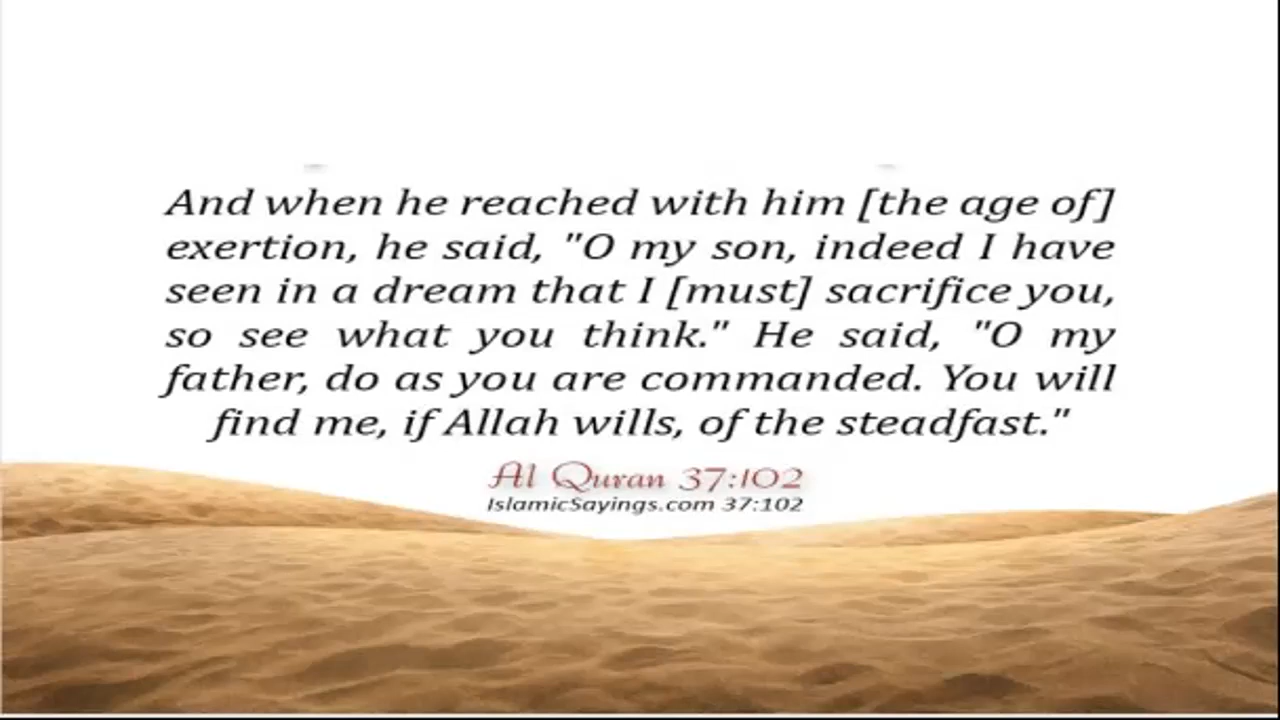 And when he reached with him [the age of]
exertion, he said, "O my son, indeed I have
seen in a dream that I [must] sacrifice you,
so see what you think." He said, "O my
father, do as you are commanded. You will
find me, if Allah wills, of the steadfast."
Al Quran 37:102
IslamicSayings.com 37:102